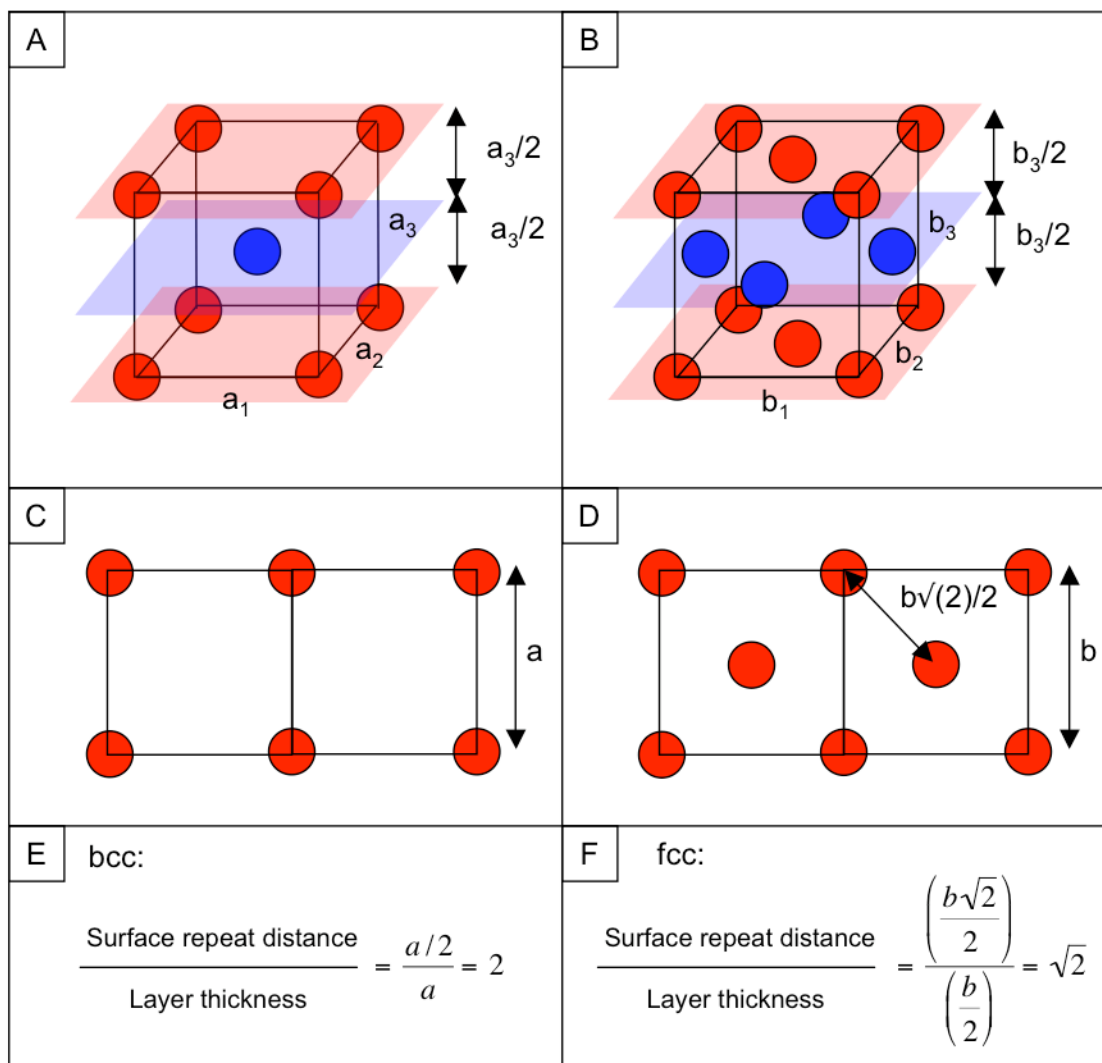 A
a₃/2
a₃/2
a₃
a₂
a₁
B
b₃/2
b₃/2
b₃
b₂
b₁
C
a
D
b√(2)/2
b
E bcc:
Surface repeat distance
Layer thickness
= a/2
a
= 2
F fcc:
Surface repeat distance
Layer thickness
= (b√2
2)
(b
2)
= √2